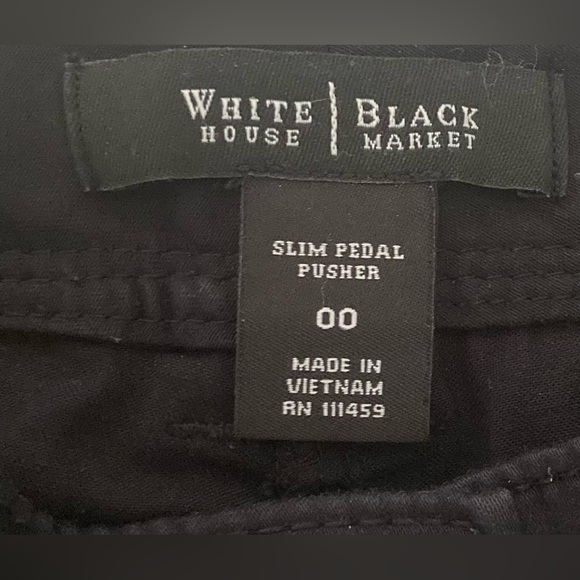 WHITE | BLACK
HOUSE | MARKET
SLIM PEDAL
PUSHER
00
MADE IN
VIETNAM
RN 111459